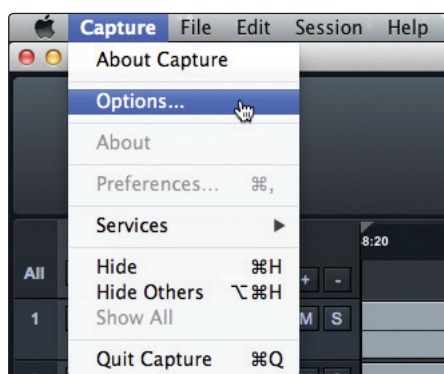 Capture File Edit Session Help
About Capture
Options...
About
Preferences... ⌘,
Services ▶
8:20
All
Hide ⌘H
+ -
Hide Others ⌥⌘H
1
Show All
M S
Quit Capture ⌘Q